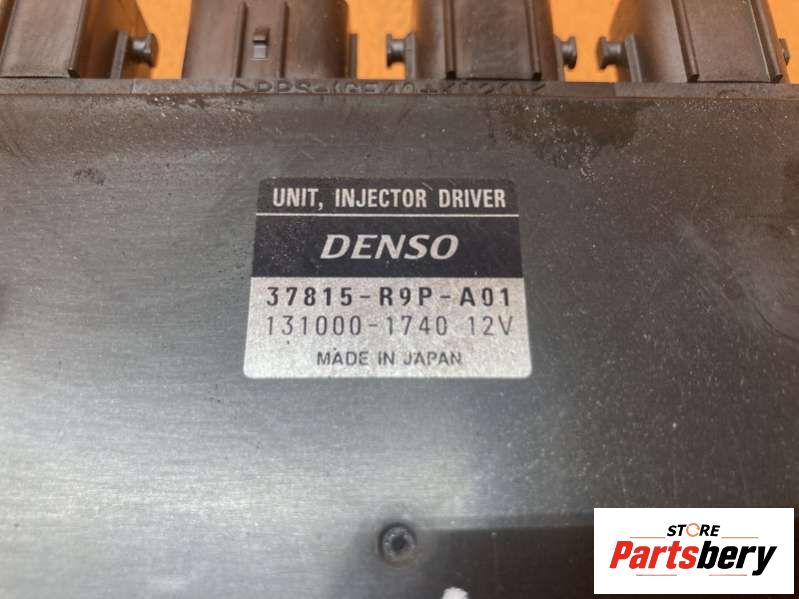 UNIT, INJECTOR DRIVER
DENSO
37815-R9P-A01
131000-1740 12V
MADE IN JAPAN
STORE
Partsbery